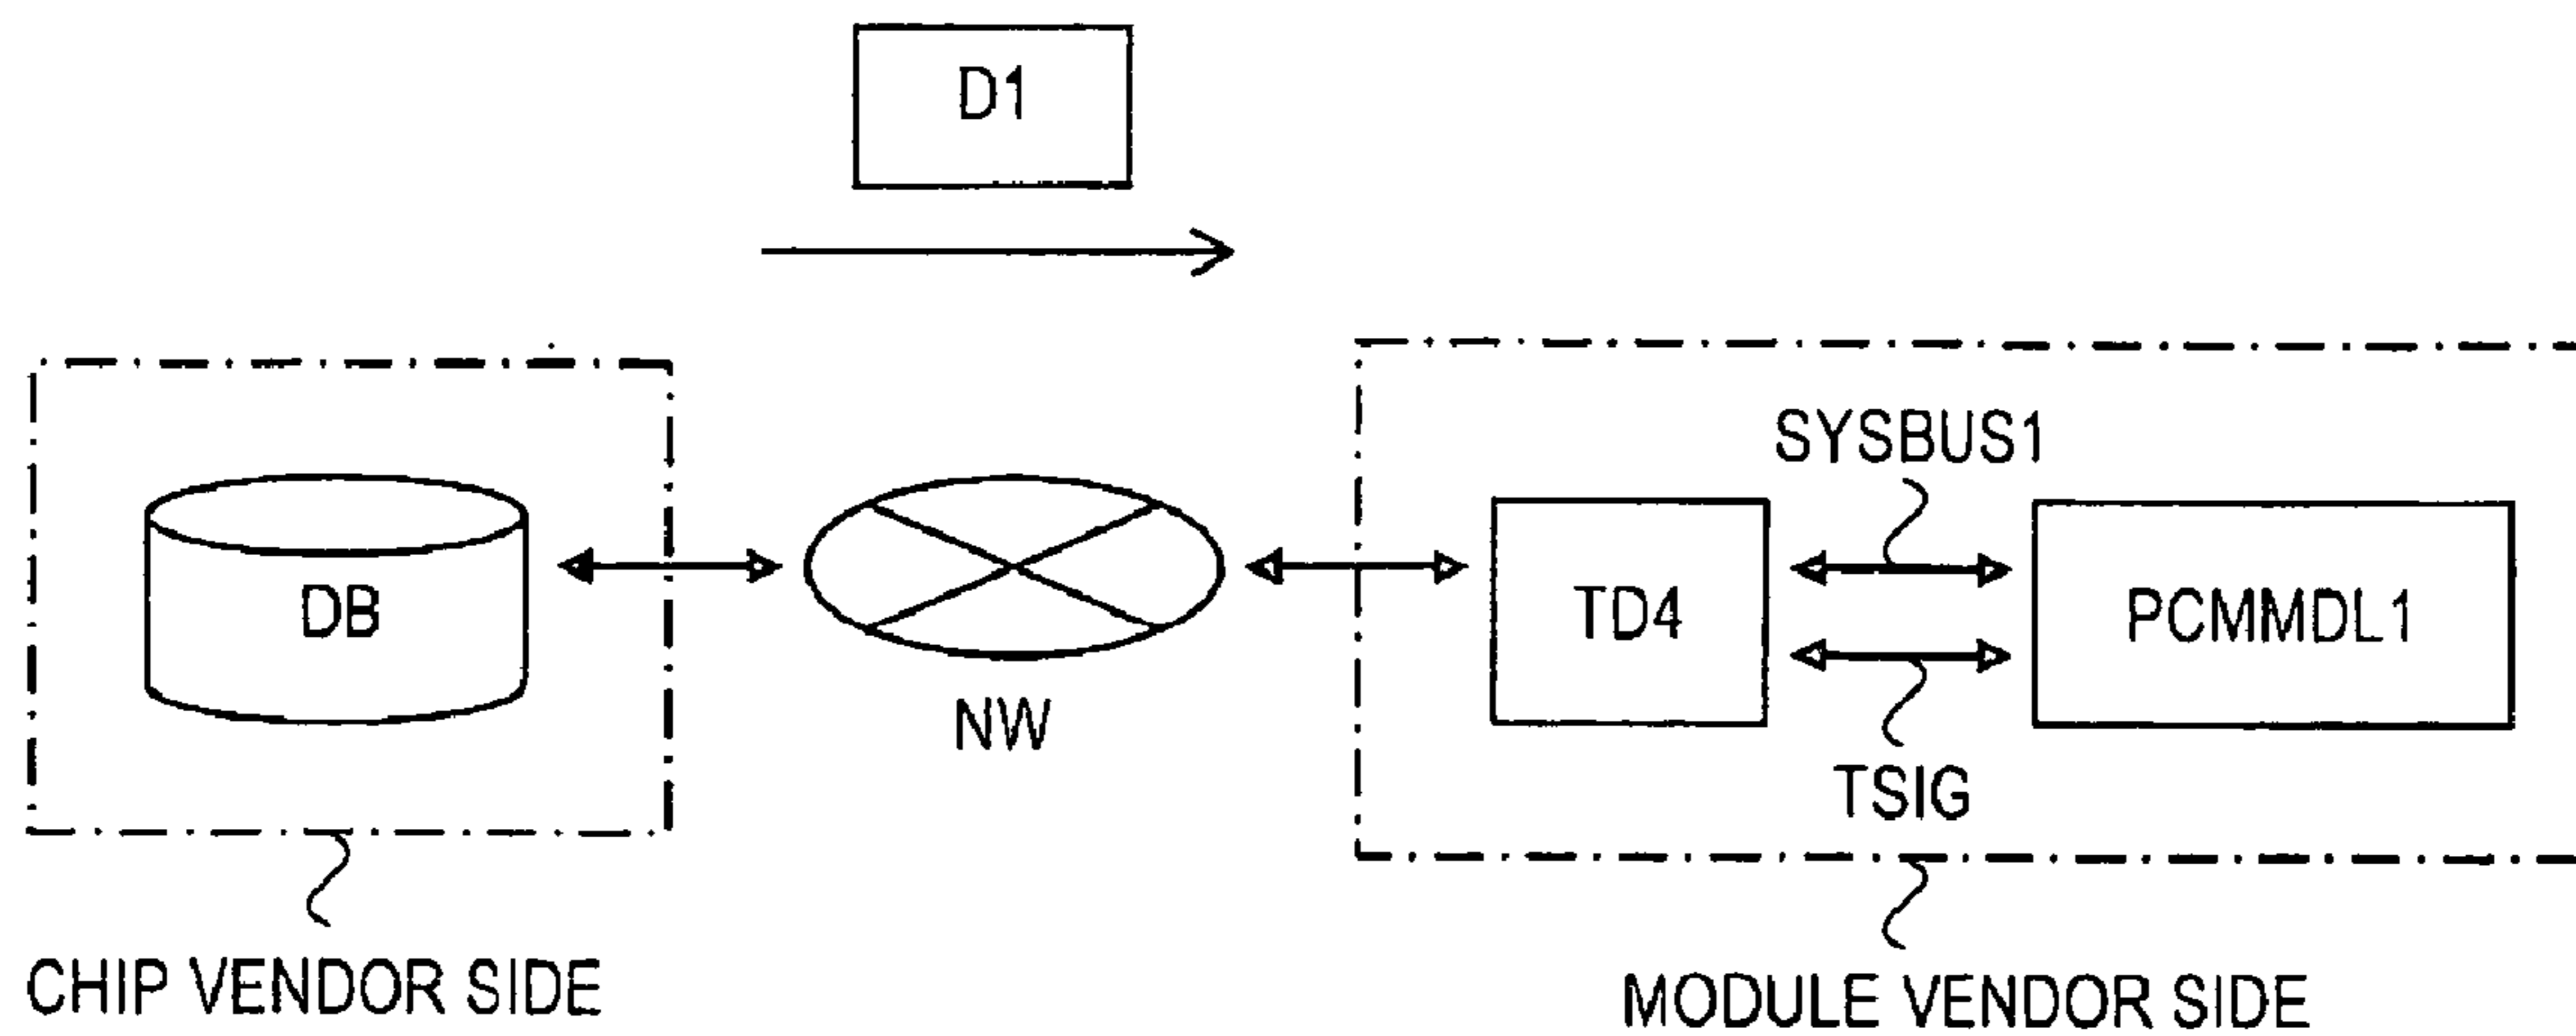 D1
SYSBUS1
DB
TD4
PCMMDL1
NW
TSIG
CHIP VENDOR SIDE
MODULE VENDOR SIDE